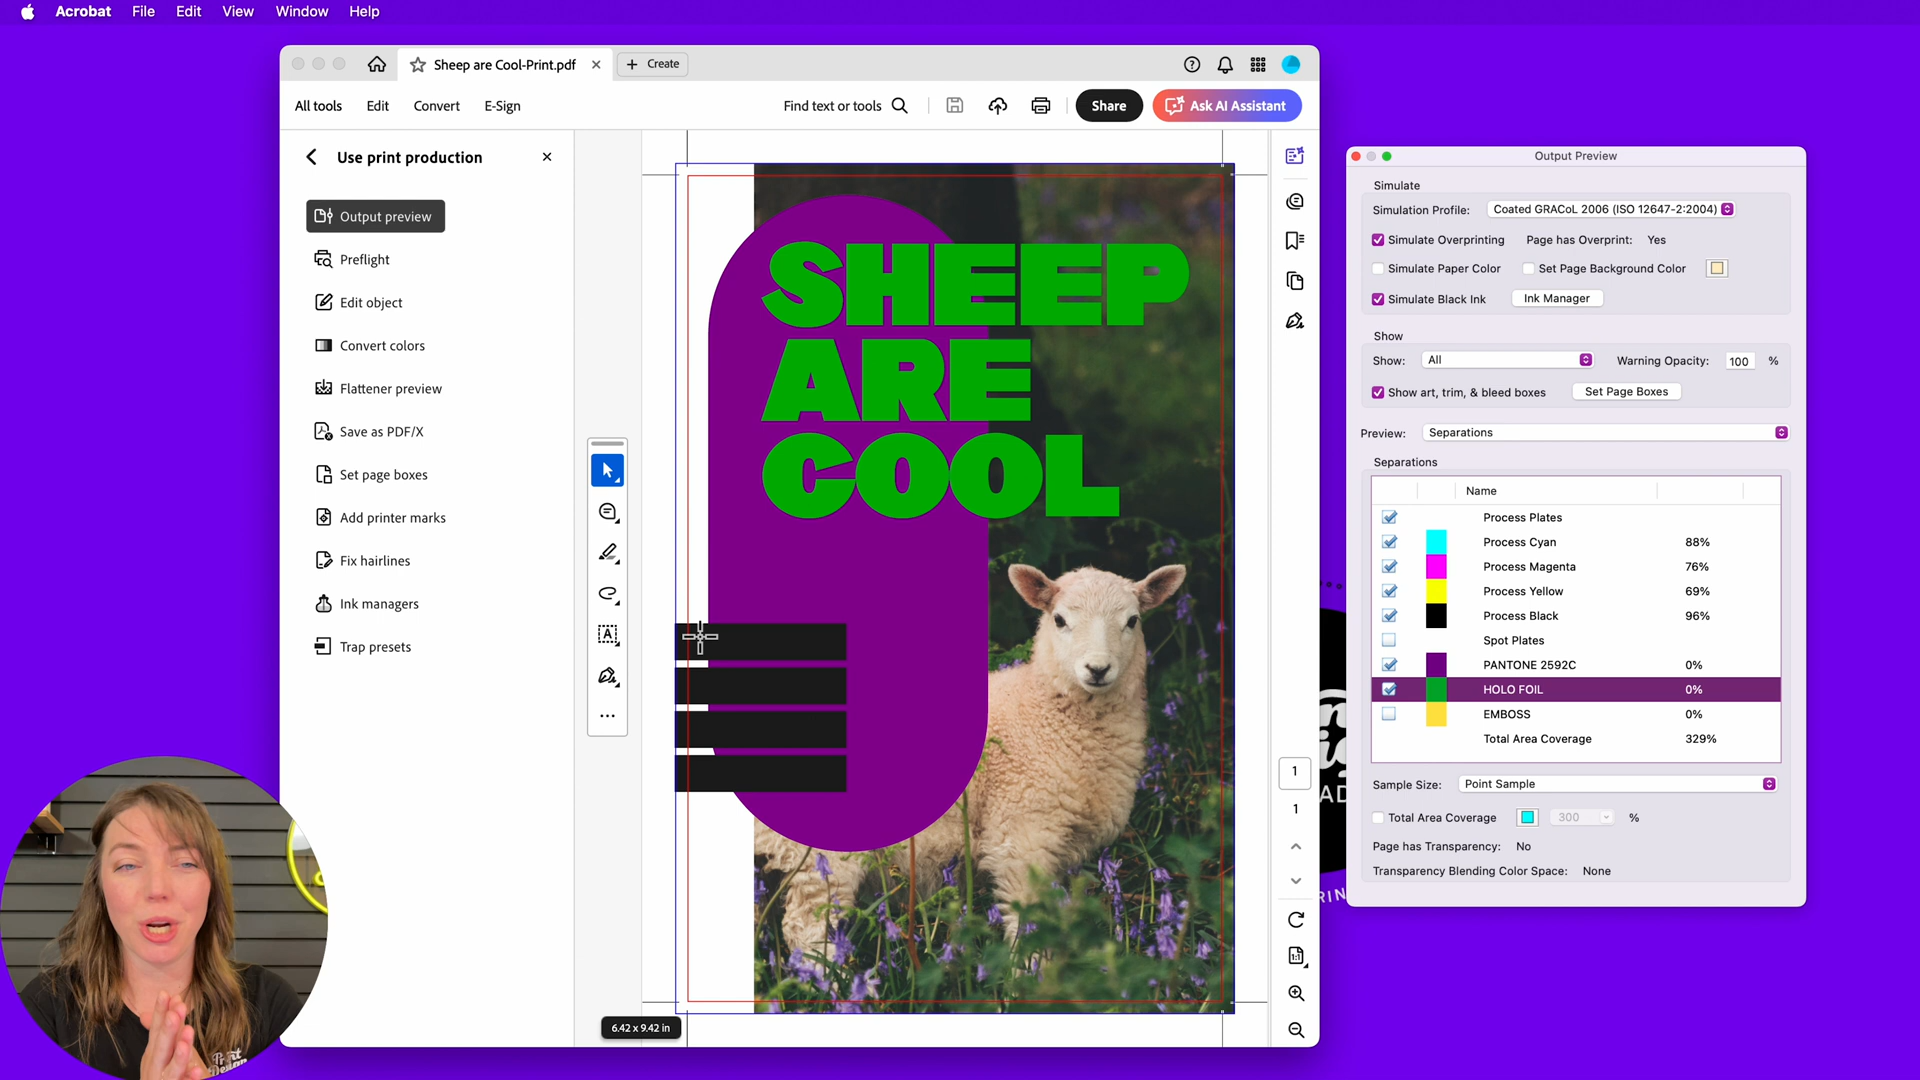 Acrobat File Edit View Window Help
Sheep are Cool-Print.pdf
Create
All tools Edit Convert E-Sign
Find text or tools
Share
Ask AI Assistant
Use print production
Output preview
Preflight
Edit object
Convert colors
Flattener preview
Save as PDF/X
Set page boxes
Add printer marks
Fix hairlines
Ink managers
Trap presets
SHEEP
ARE
COOL
6.42 x 9.42 in
1
1
Output Preview
Simulate
Simulation Profile: Coated GRACoL 2006 (ISO 12647-2:2004)
Simulate Overprinting Page has Overprint: Yes
Simulate Paper Color Set Page Background Color
Simulate Black Ink Ink Manager
Show
Show: All Warning Opacity: 100 %
Show art, trim, & bleed boxes Set Page Boxes
Preview: Separations
Separations
Name
Process Plates
Process Cyan 88%
Process Magenta 76%
Process Yellow 69%
Process Black 96%
Spot Plates
PANTONE 2592C 0%
HOLO FOIL 0%
EMBOSS 0%
Total Area Coverage 329%
Sample Size: Point Sample
Total Area Coverage 300 %
Page has Transparency: No
Transparency Blending Color Space: None
Print
Design